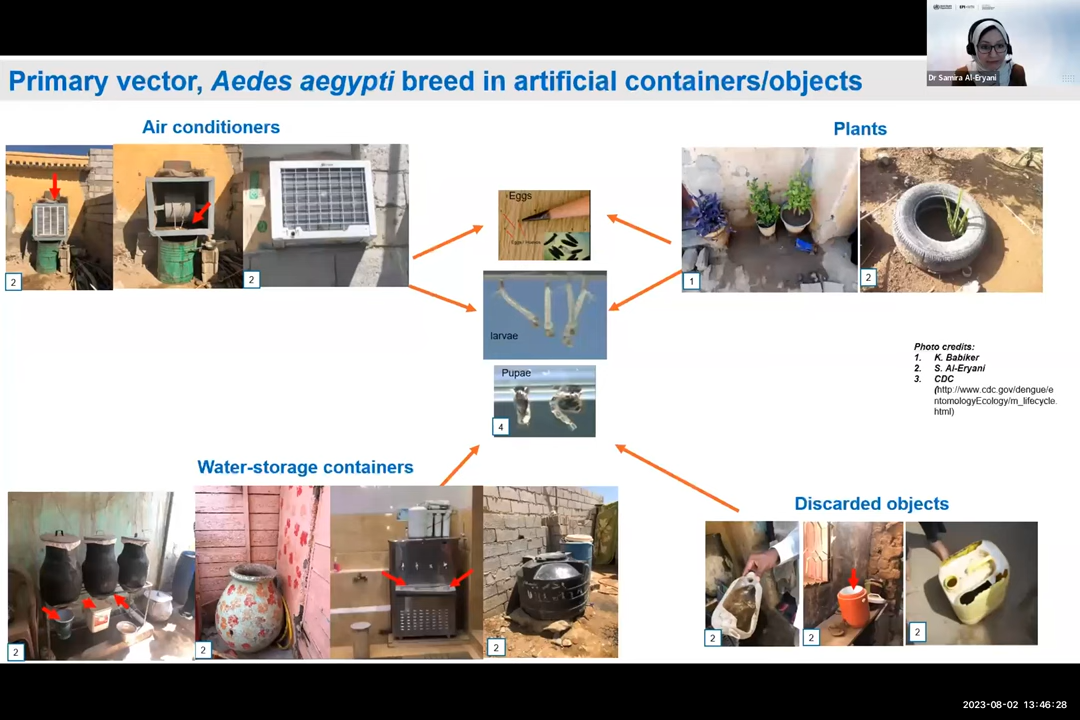 Dr Samira Al-Eryani
Primary vector, Aedes aegypti breed in artificial containers/objects
Air conditioners
Plants
2
2
1
2
Eggs
larvae
Pupae
4
Photo credits:
1. K. Babiker
2. S. Al-Eryani
3. CDC
(http://www.cdc.gov/dengue/e
ntomologyEcology/m_lifecycle.
html)
Water-storage containers
Discarded objects
2
2
2
2
2
2
2023-08-02 13:46:28